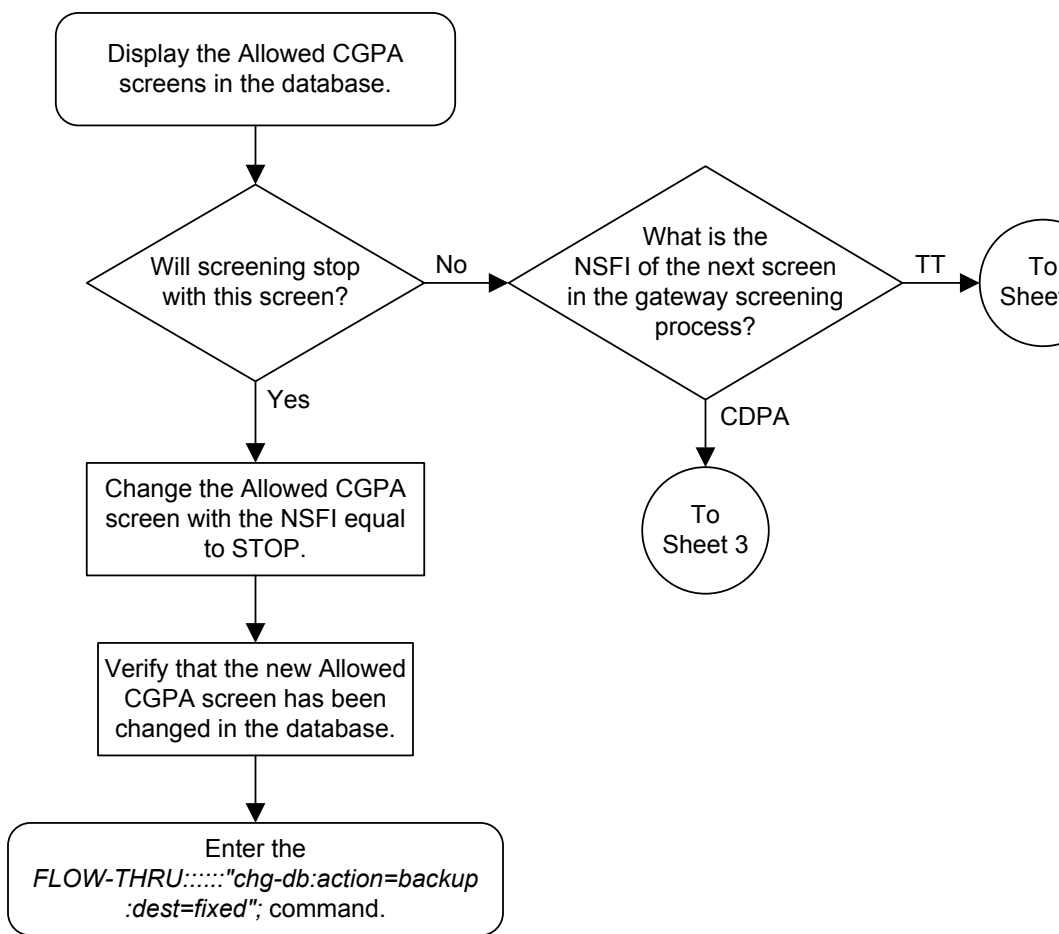 Display the Allowed CGPA
screens in the database.
Will screening stop
with this screen?
No
What is the
NSFI of the next screen
in the gateway screening
process?
TT
To
Sheet
Yes
CDPA
Change the Allowed CGPA
screen with the NSFI equal
to STOP.
To
Sheet 3
Verify that the new Allowed
CGPA screen has been
changed in the database.
Enter the
FLOW-THRU::::::"chg-db:action=backup
:dest=fixed"; command.